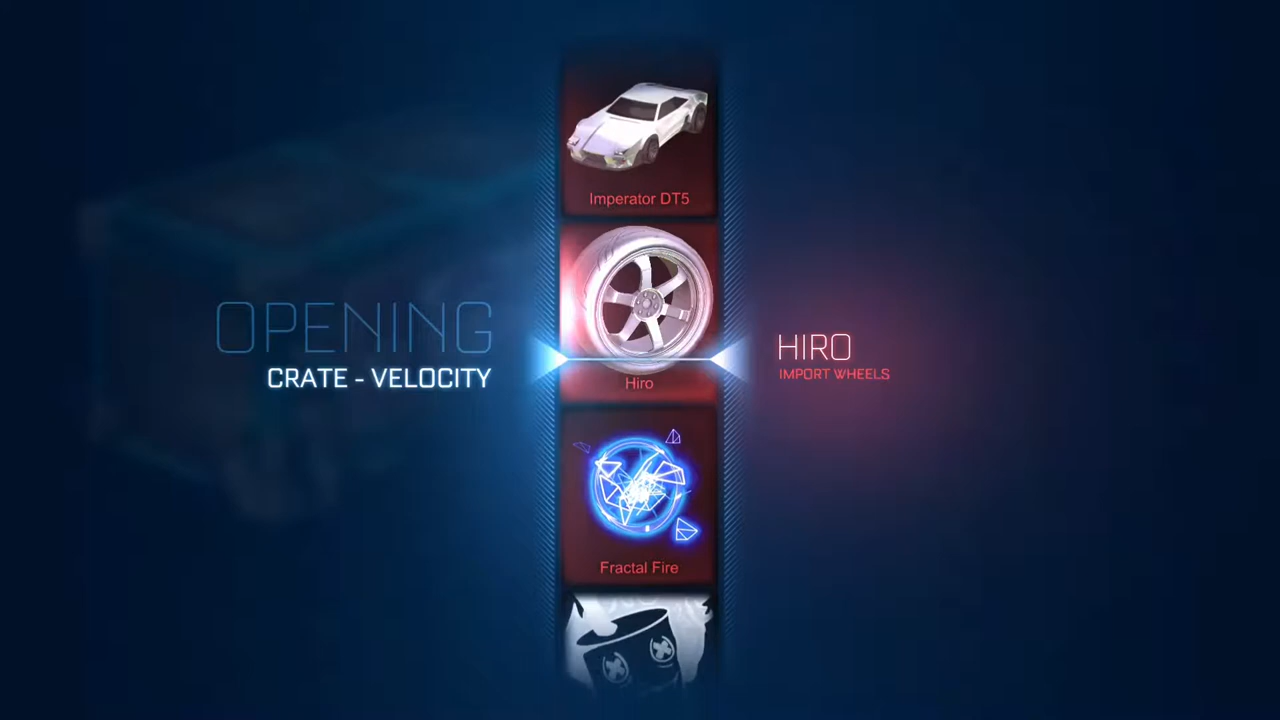 Imperator DT5
OPENING
CRATE - VELOCITY
HIRO
IMPORT WHEELS
Hiro
Fractal Fire